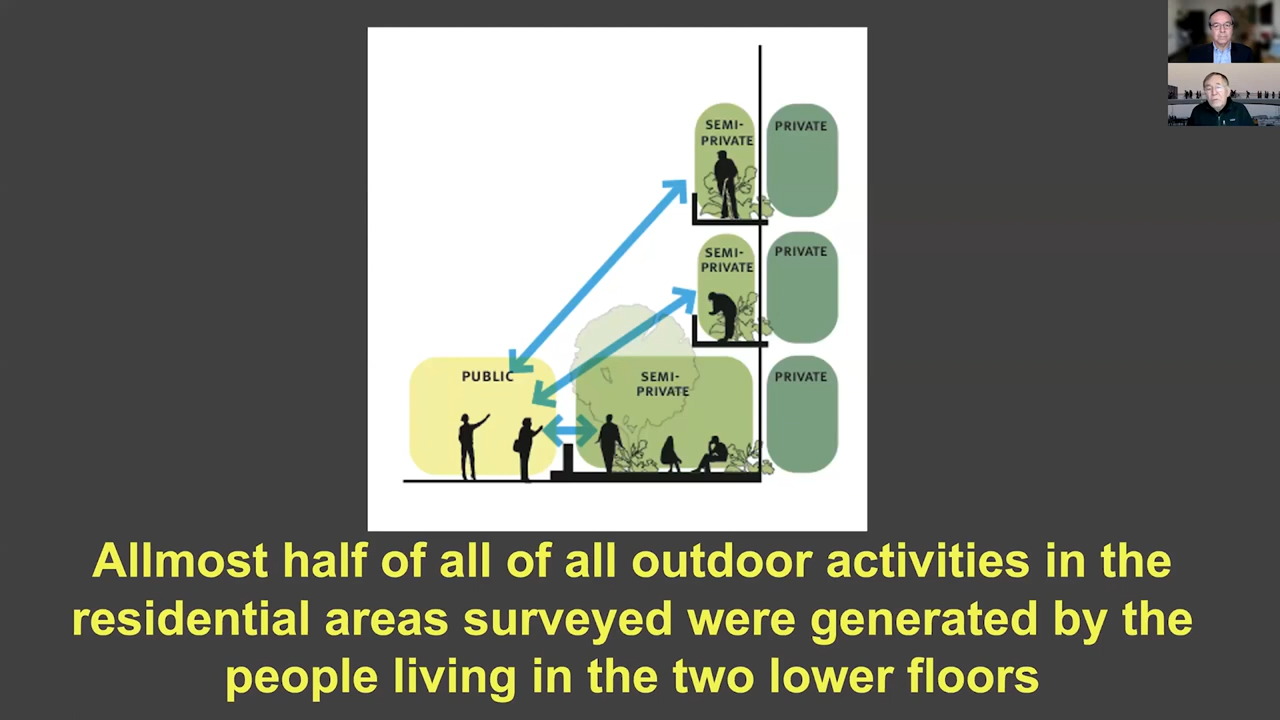 SEMI-
PRIVATE
PRIVATE
SEMI-
PRIVATE
PRIVATE
PUBLIC
SEMI-
PRIVATE
PRIVATE
Allmost half of all of all outdoor activities in the
residential areas surveyed were generated by the
people living in the two lower floors